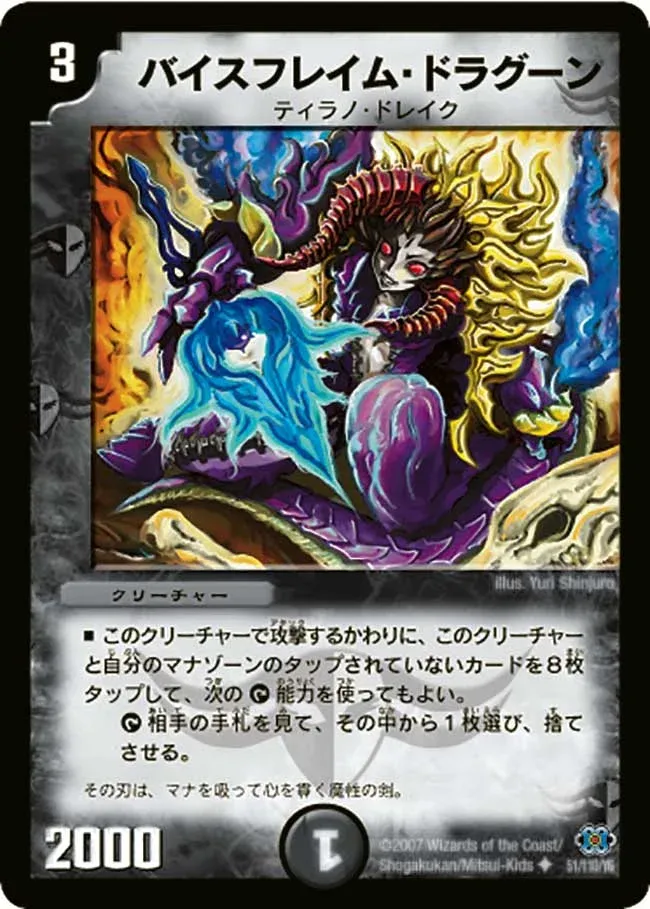 3
バイスフレイム・ドラグーン
ティラノ・ドレイク
illus. Yuri Shinjuro
クリーチャー
■ このクリーチャーで攻撃するかわりに、このクリーチャー
と自分のマナゾーンのタップされていないカードを8枚
タップして、次の 能力を使ってもよい。
相手の手札を見て、その中から1枚選び、捨て
させる。
その刃は、マナを吸って心を貫く魔性の剣。
2000
1
©2007 Wizards of the Coast/
Shogakukan/Mitsui-Kids
51/110/Y6